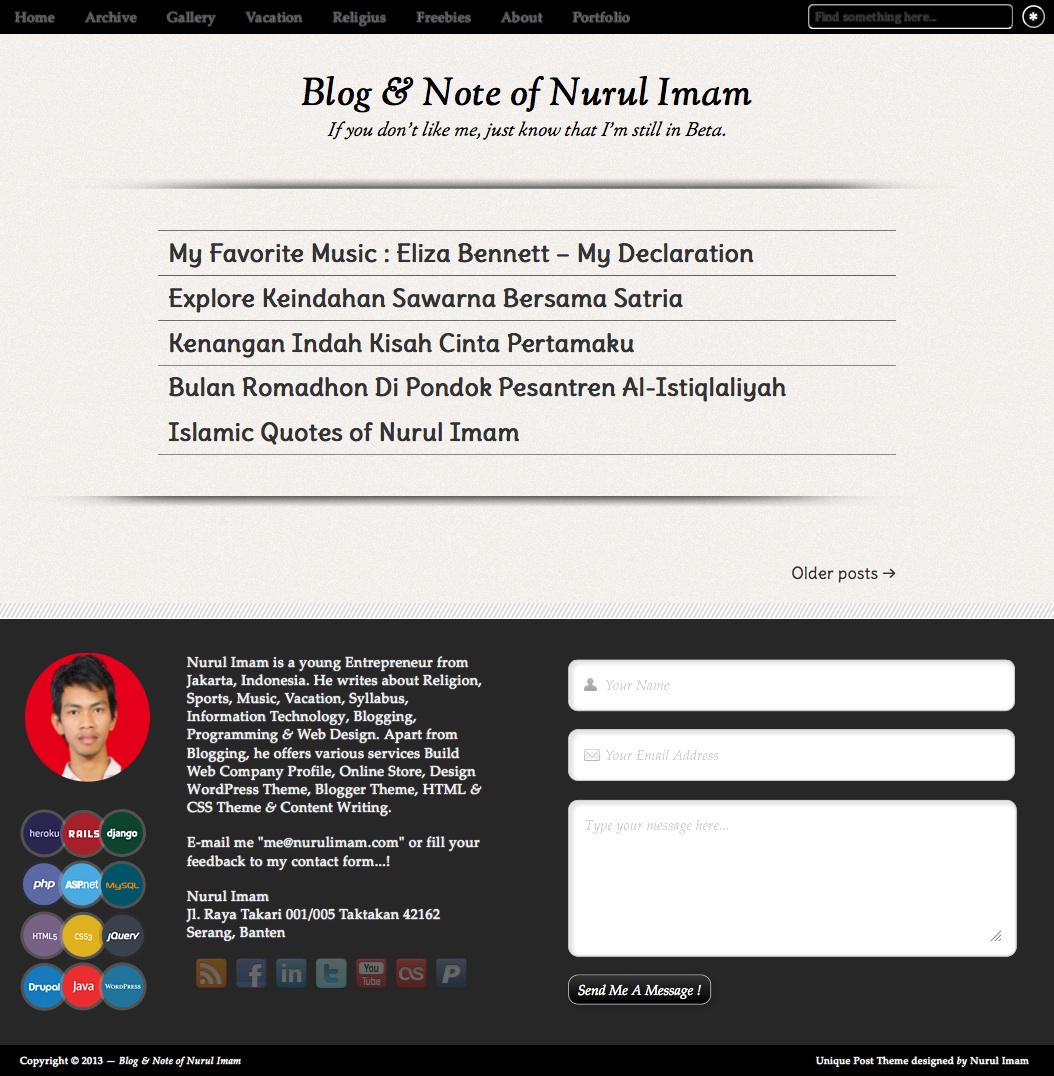 Home Archive Gallery Vacation Religius Freebies About Portfolio Find something here...
Blog & Note of Nurul Imam
If you don't like me, just know that I'm still in Beta.
My Favorite Music : Eliza Bennett – My Declaration
Explore Keindahan Sawarna Bersama Satria
Kenangan Indah Kisah Cinta Pertamaku
Bulan Romadhon Di Pondok Pesantren Al-Istiqlaliyah
Islamic Quotes of Nurul Imam
Older posts →
Nurul Imam is a young Entrepreneur from
Jakarta, Indonesia. He writes about Religion,
Sports, Music, Vacation, Syllabus,
Information Technology, Blogging,
Programming & Web Design. Apart from
Blogging, he offers various services Build
Web Company Profile, Online Store, Design
WordPress Theme, Blogger Theme, HTML &
CSS Theme & Content Writing.
E-mail me "me@nurulimam.com" or fill your
feedback to my contact form...!
Nurul Imam
Jl. Raya Takari 001/005 Taktakan 42162
Serang, Banten
heroku RAILS django
php ASP.net MySQL
HTML5 CSS3 jQuery
Drupal Java WordPress
You
Tube
Your Name
Your Email Address
Type your message here...
Send Me A Message !
Copyright © 2013 — Blog & Note of Nurul Imam
Unique Post Theme designed by Nurul Imam